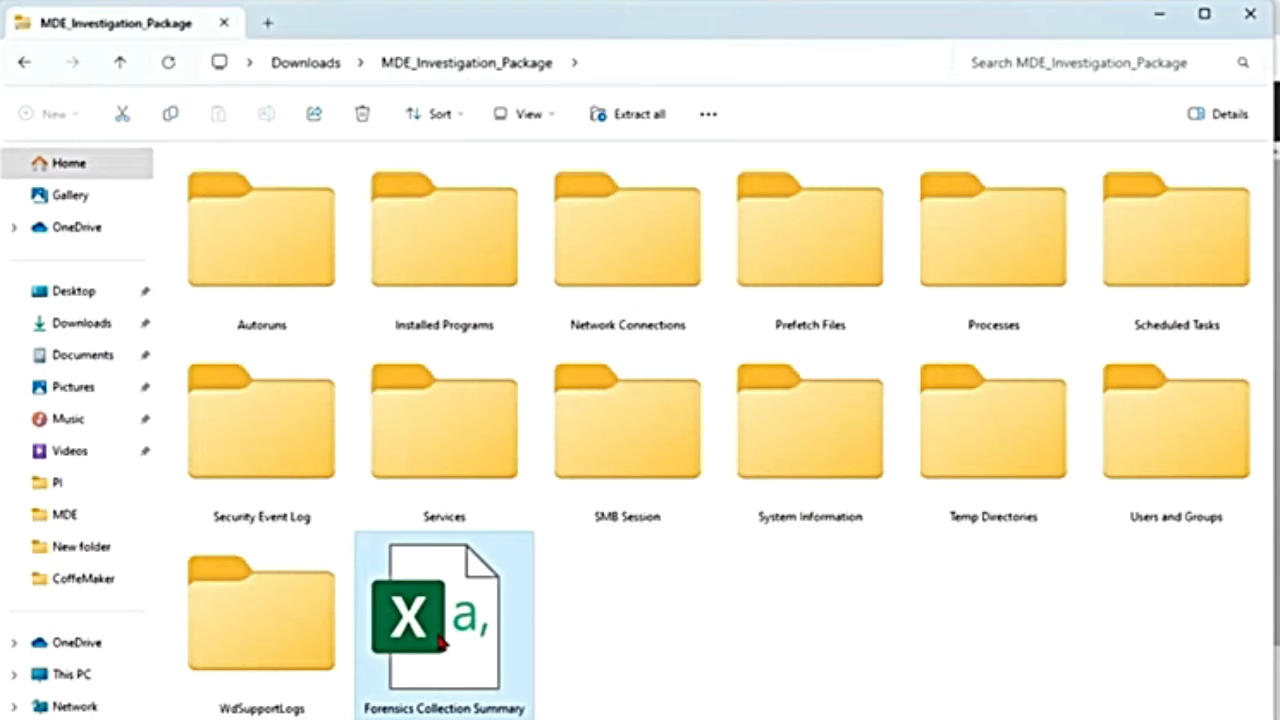 MDE_Investigation_Package
Downloads
MDE_Investigation_Package
Search MDE_Investigation_Package
New
Sort
View
Extract all
Details
Home
Gallery
OneDrive
Desktop
Downloads
Documents
Pictures
Music
Videos
PI
MDE
New folder
CoffeMaker
OneDrive
This PC
Network
Autoruns
Installed Programs
Network Connections
Prefetch Files
Processes
Scheduled Tasks
Security Event Log
Services
SMB Session
System Information
Temp Directories
Users and Groups
X a,
WdSupportLogs
Forensics Collection Summary